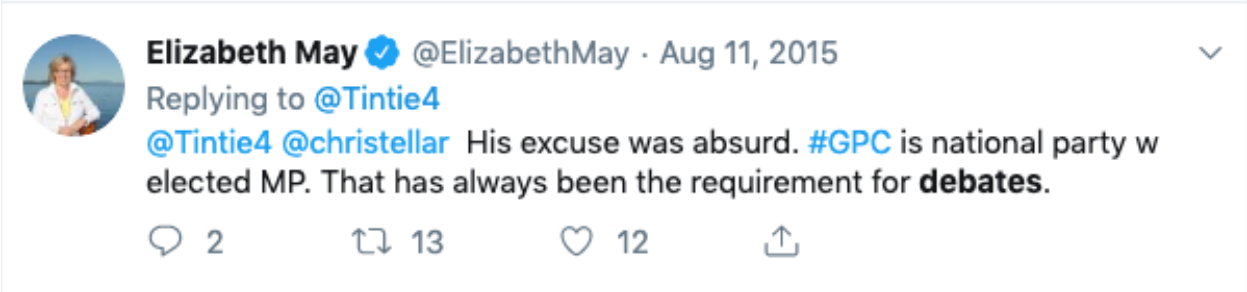 Elizabeth May @ElizabethMay · Aug 11, 2015
Replying to @Tintie4
@Tintie4 @christellar His excuse was absurd. #GPC is national party w
elected MP. That has always been the requirement for debates.
2 13 12